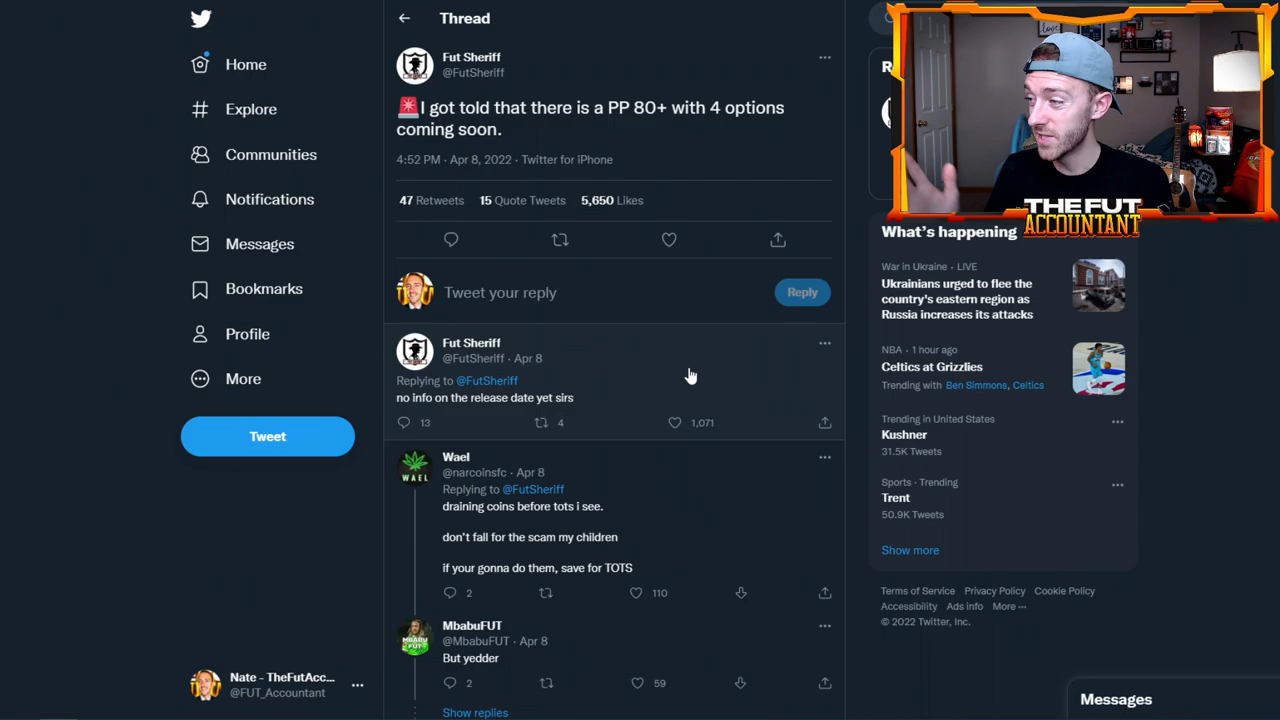 Home
Explore
Communities
Notifications
Messages
Bookmarks
Profile
More
Tweet
Nate - TheFutAcc...
@FUT_Accountant
Thread
Fut Sheriff
@FutSheriff
🚨I got told that there is a PP 80+ with 4 options
coming soon.
4:52 PM · Apr 8, 2022 · Twitter for iPhone
47 Retweets 15 Quote Tweets 5,650 Likes
Tweet your reply
Reply
Fut Sheriff
@FutSheriff · Apr 8
Replying to @FutSheriff
no info on the release date yet sirs
13 4 1,071
WAEL
Wael
@narcoinsfc · Apr 8
Replying to @FutSheriff
draining coins before tots i see.
don't fall for the scam my children
if your gonna do them, save for TOTS
2 110
MBABU
FUT
MbabuFUT
@MbabuFUT · Apr 8
But yedder
2 59
Show replies
R
THE FUT
ACCOUNTANT
What's happening
War in Ukraine · LIVE
Ukrainians urged to flee the
country's eastern region as
Russia increases its attacks
NBA · 1 hour ago
Celtics at Grizzlies
Trending with Ben Simmons, Celtics
Trending in United States
Kushner
31.5K Tweets
Sports · Trending
Trent
50.9K Tweets
Show more
Terms of Service Privacy Policy Cookie Policy
Accessibility Ads info More ···
© 2022 Twitter, Inc.
Messages